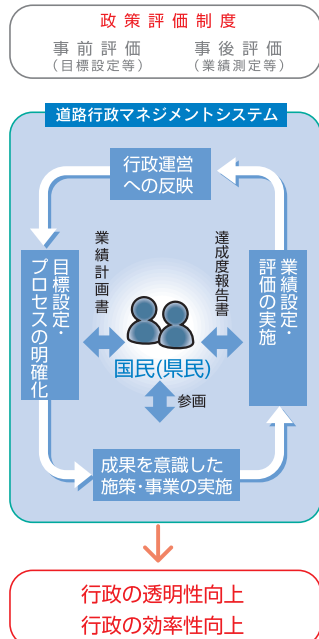 政策評価制度
事前評価
(目標設定等)
事後評価
(業績測定等)
道路行政マネジメントシステム
行政運営
への反映
業績計画書
達成度報告書
目標設定・
プロセスの明確化
業績設定・
評価の実施
国民(県民)
参画
成果を意識した
施策・事業の実施
行政の透明性向上
行政の効率性向上